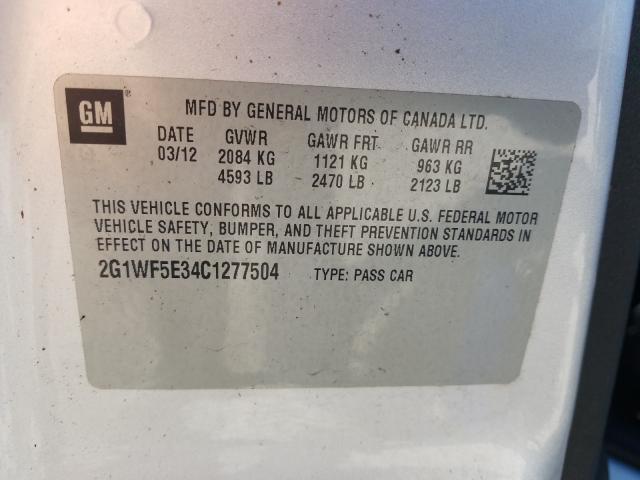 GM
MFD BY GENERAL MOTORS OF CANADA LTD.
DATE GVWR GAWR FRT GAWR RR
03/12 2084 KG 1121 KG 963 KG
4593 LB 2470 LB 2123 LB
THIS VEHICLE CONFORMS TO ALL APPLICABLE U.S. FEDERAL MOTOR
VEHICLE SAFETY, BUMPER, AND THEFT PREVENTION STANDARDS IN
EFFECT ON THE DATE OF MANUFACTURE SHOWN ABOVE.
2G1WF5E34C1277504 TYPE: PASS CAR